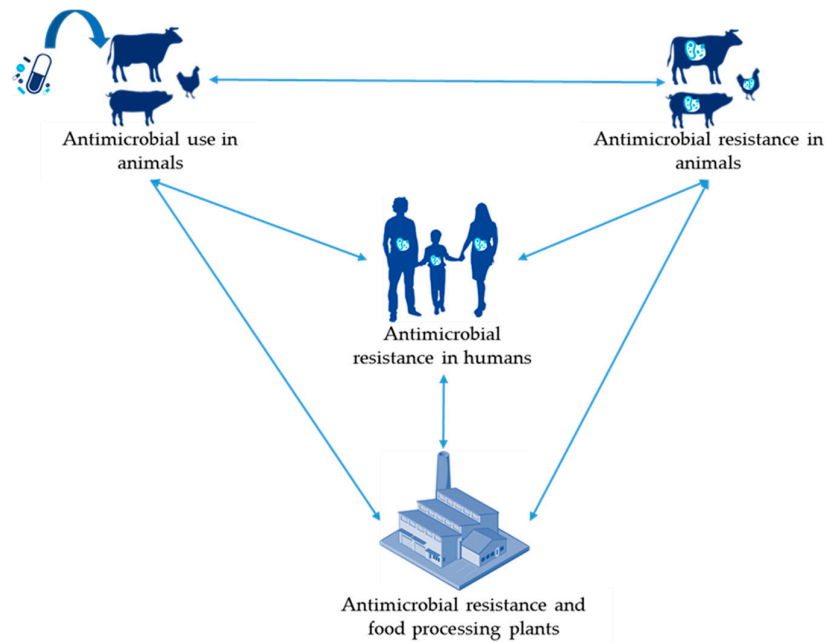 Antimicrobial use in
animals
Antimicrobial resistance in
animals
Antimicrobial
resistance in humans
Antimicrobial resistance and
food processing plants